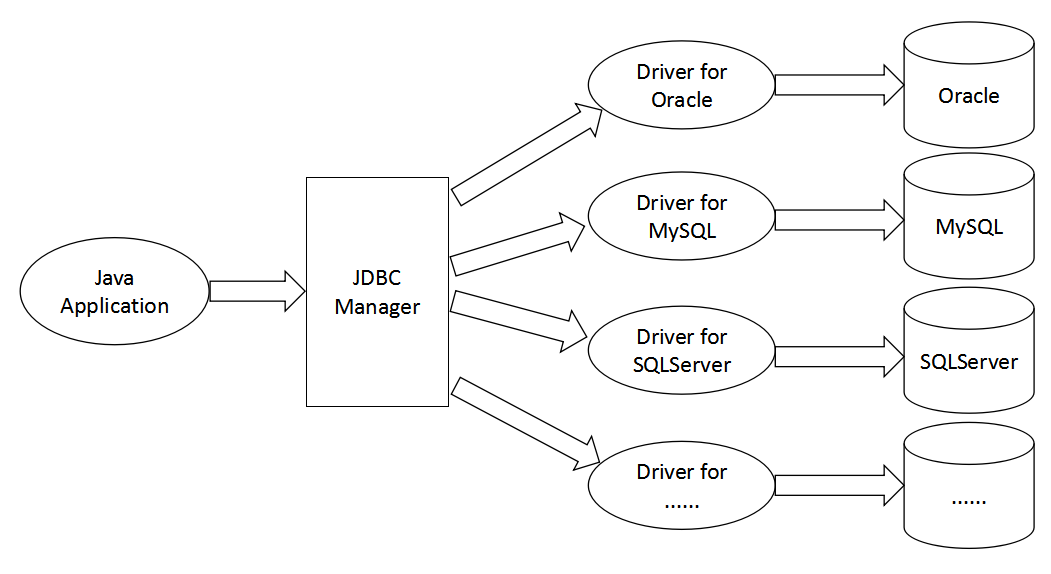 Java
Application
JDBC
Manager
Driver for
Oracle
Oracle
Driver for
MySQL
MySQL
Driver for
SQLServer
SQLServer
Driver for
......
......